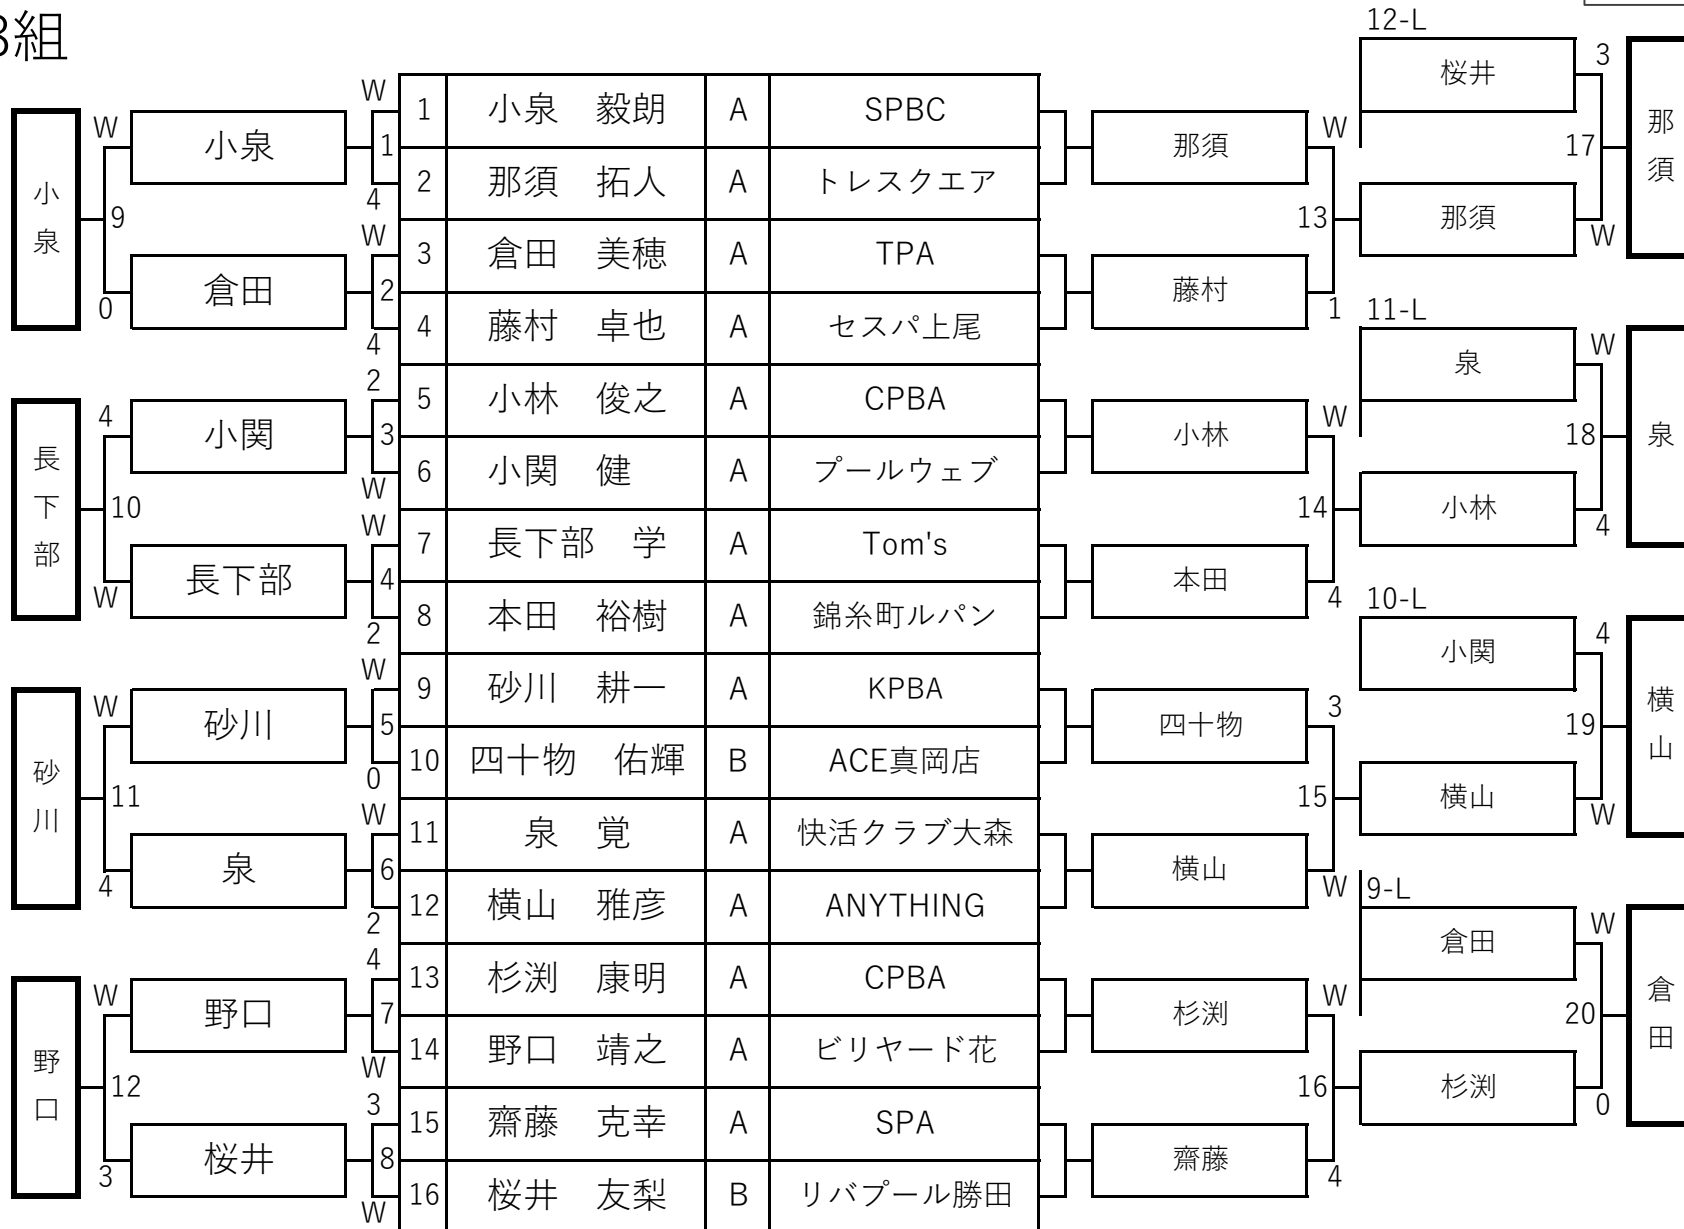 3組
12-L
W 1 小泉 毅朗 A SPBC 桜井 3
W 小泉 1 那須 W 17 那須
小泉 2 那須 拓人 A トレスクエア
9 4 13 那須 W
W 3 倉田 美穂 A TPA
0 倉田 2 藤村 1
4 4 藤村 卓也 A セスパ上尾
11-L
2 5 小林 俊之 A CPBA 泉 W
4 小関 3 小林 W 18 泉
長下部 W 6 小関 健 A プールウェブ
10 14 小林 4
W 7 長下部 学 A Tom's
W 長下部 4 本田 4
2 8 本田 裕樹 A 錦糸町ルパン
10-L
W 9 砂川 耕一 A KPBA 小関 4
W 砂川 5 四十物 3 19 横山
砂川 0 10 四十物 佑輝 B ACE真岡店
11 15 横山 W
W 11 泉 覚 A 快活クラブ大森
4 泉 6 横山 W
2 12 横山 雅彦 A ANYTHING
9-L
4 13 杉渕 康明 A CPBA 倉田 W
W 野口 7 杉渕 W 20 倉田
野口 W 14 野口 靖之 A ビリヤード花
12 16 杉渕 0
3 15 齋藤 克幸 A SPA
3 桜井 8 齋藤 4
W 16 桜井 友梨 B リバプール勝田